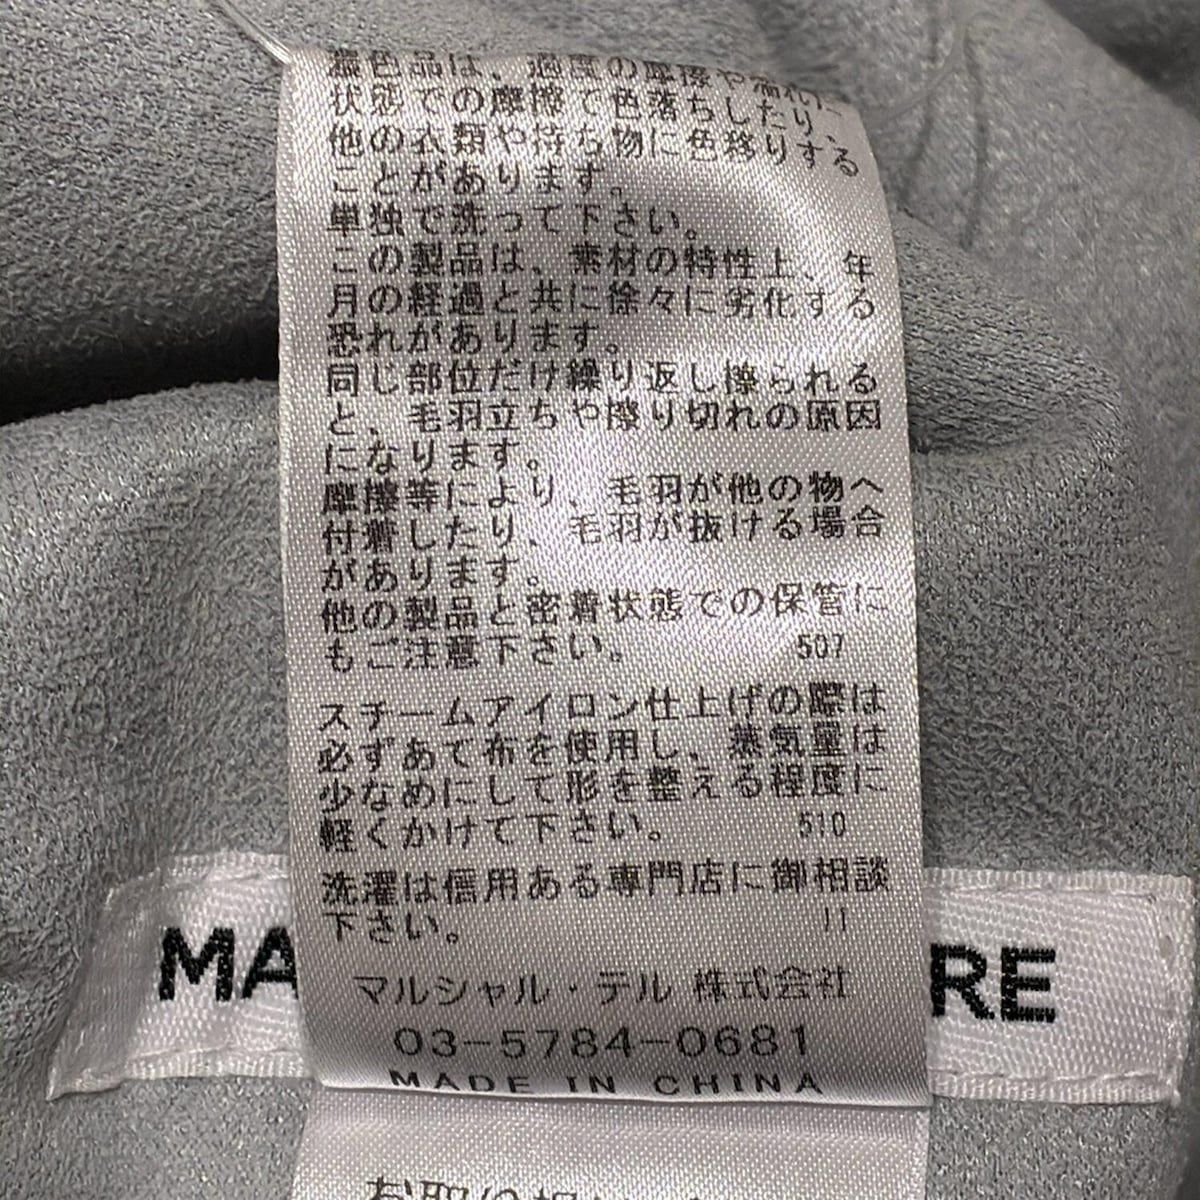 濃色品は、過度の摩擦や濡れた
状態での摩擦で色落ちしたり、
他の衣類や持ち物に色移りする
ことがあります。
単独で洗って下さい。
この製品は、素材の特性上、年
月の経過と共に徐々に劣化する
恐れがあります。
同じ部位だけ繰り返し擦られる
と、毛羽立ちや擦り切れの原因
になります。
摩擦等により、毛羽が他の物へ
付着したり、毛羽が抜ける場合
があります。
他の製品と密着状態での保管に
もご注意下さい。 507
スチームアイロン仕上げの際は
必ずあて布を使用し、蒸気量は
少なめにして形を整える程度に
軽くかけて下さい。 510
洗濯は信用ある専門店に御相談
下さい。 11
MA RE
マルシャル・テル 株式会社
03-5784-0681
MADE IN CHINA